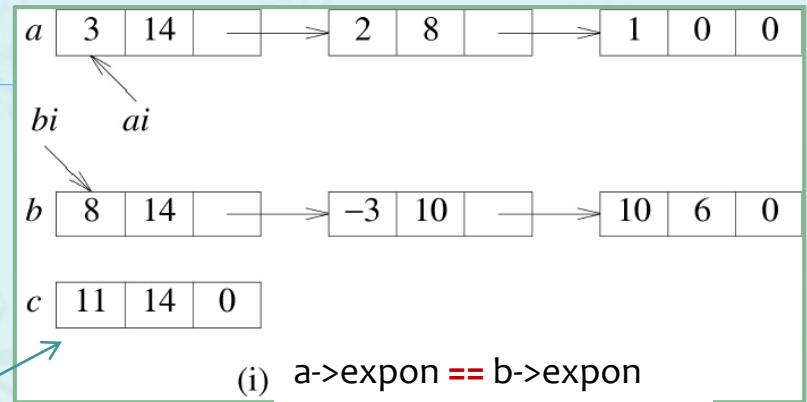 a 3 14 2 8 1 0 0
bi ai
b 8 14 −3 10 10 6 0
c 11 14 0
(i) a->expon == b->expon